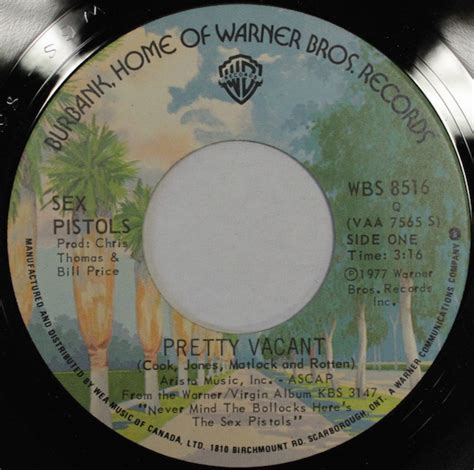 BURBANK, HOME OF WARNER BROS. RECORDS
SEX
PISTOLS
Prod: Chris
Thomas &
Bill Price
WBS 8516
Q
(VAA 7565 S)
SIDE ONE
Time: 3:16
℗1977 Warner
Bros. Records
Inc.
PRETTY VACANT
(Cook, Jones, Matlock and Rotten)
Arista Music, Inc. - ASCAP
From the Warner/Virgin Album KBS 3147
"Never Mind The Bollocks Here's
The Sex Pistols"
MANUFACTURED AND DISTRIBUTED BY WEA MUSIC OF CANADA, LTD. 1810 BIRCHMOUNT RD. SCARBOROUGH, ONT. A WARNER COMMUNICATIONS COMPANY